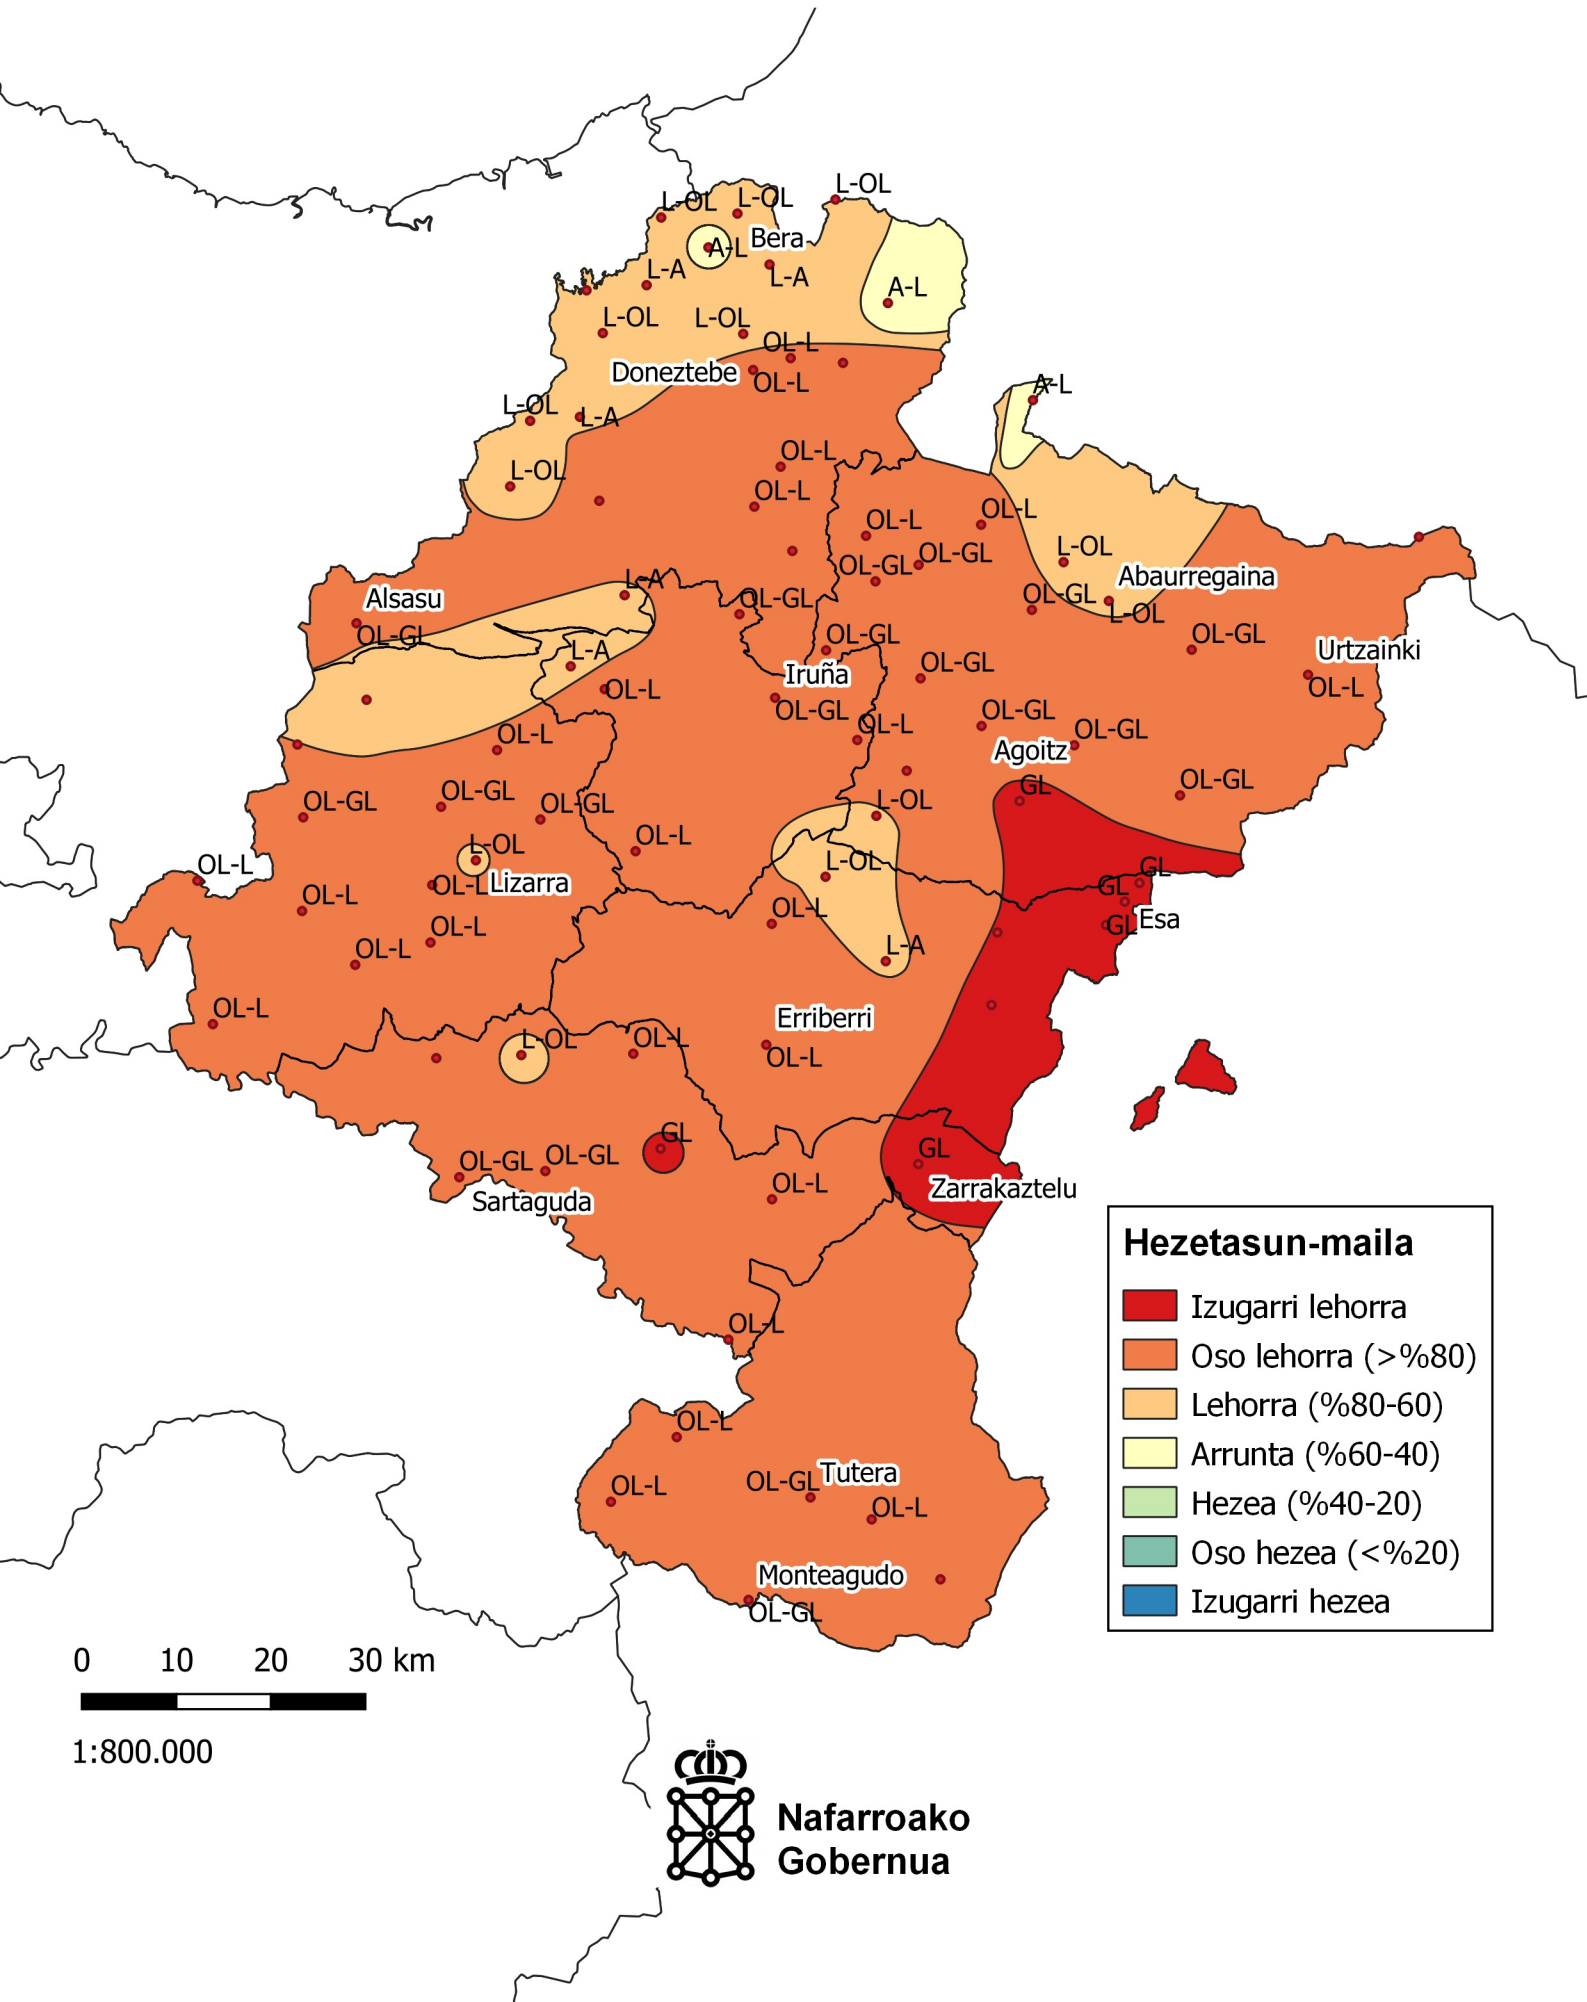 L-OL
L-OL
L-OL
A-L
Bera
L-A
L-A
A-L
L-OL
L-OL
OL-L
Doneztebe
OL-L
A-L
L-OL
L-A
OL-L
L-OL
OL-L
OL-L
OL-L
L-OL
OL-GL
OL-GL
Abaurregaina
L-A
Alsasu
OL-GL
OL-GL
L-OL
OL-GL
OL-GL
OL-GL
L-A
Urtzainki
OL-GL
Iruña
OL-L
OL-L
OL-GL
OL-GL
OL-L
OL-GL
OL-L
Agoitz
OL-GL
GL
OL-GL
OL-GL
OL-GL
L-OL
OL-L
L-OL
L-OL
GL
OL-L
OL-L
Lizarra
GL
OL-L
OL-L
GL
Esa
OL-L
OL-L
L-A
OL-L
Erriberri
L-OL
OL-L
OL-L
GL
GL
OL-GL
OL-GL
OL-L
Zarrakaztelu
Sartaguda
OL-L
OL-L
Tutera
OL-GL
OL-L
OL-L
Monteagudo
OL-GL
Hezetasun-maila
Izugarri lehorra
Oso lehorra (>%80)
Lehorra (%80-60)
Arrunta (%60-40)
Hezea (%40-20)
Oso hezea (<%20)
Izugarri hezea
0 10 20 30 km
1:800.000
Nafarroako
Gobernua